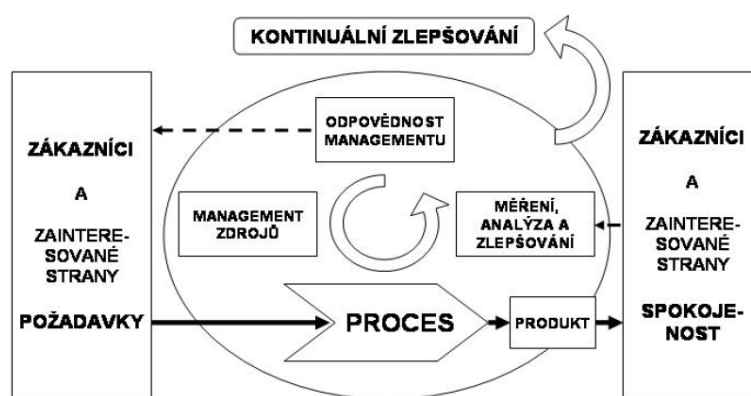 KONTINUÁLNÍ ZLEPŠOVÁNÍ
ZÁKAZNÍCI
A
ZAINTERE-
SOVANÉ
STRANY
POŽADAVKY
ODPOVĚDNOST
MANAGEMENTU
MANAGEMENT
ZDROJŮ
MĚŘENÍ,
ANALÝZA A
ZLEPŠOVÁNÍ
PROCES
PRODUKT
ZÁKAZNÍCI
A
ZAINTERE-
SOVANÉ
STRANY
SPOKOJE-
NOST